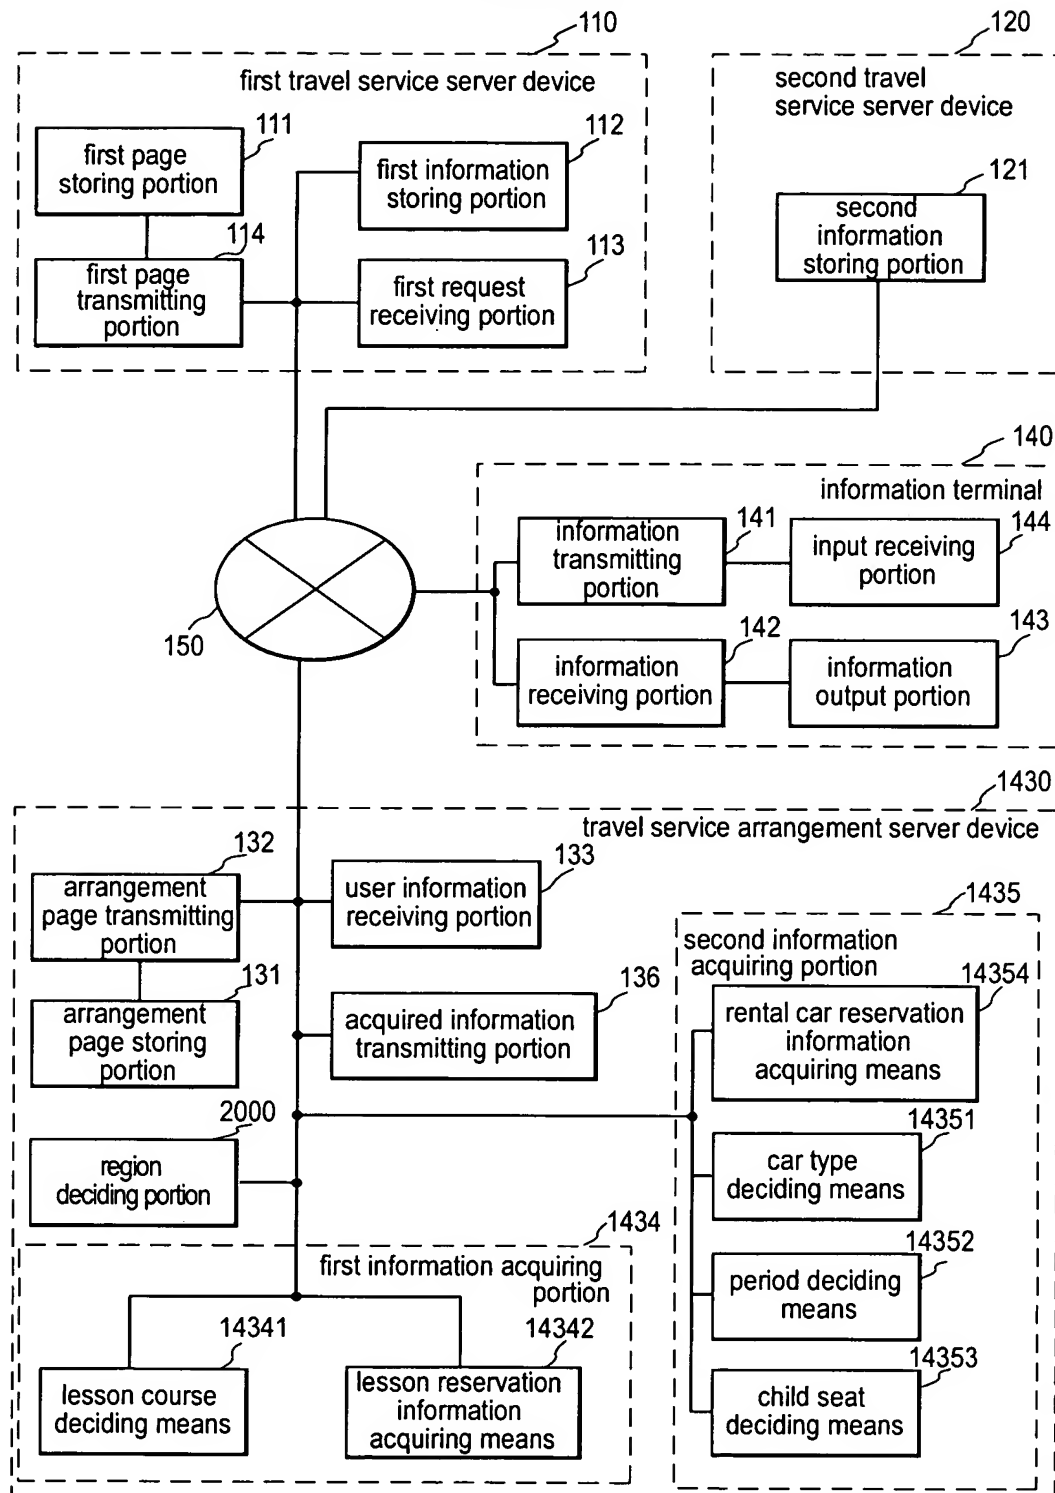 110
first travel service server device
111
first page
storing portion
112
first information
storing portion
114
first page
transmitting
portion
113
first request
receiving portion
120
second travel
service server device
121
second
information
storing portion
140
information terminal
141
information
transmitting
portion
144
input receiving
portion
142
information
receiving portion
143
information
output portion
150
1430
travel service arrangement server device
132
arrangement
page transmitting
portion
133
user information
receiving portion
131
arrangement
page storing
portion
136
acquired information
transmitting portion
2000
region
deciding portion
1435
second information
acquiring portion
14354
rental car reservation
information
acquiring means
14351
car type
deciding means
14352
period deciding
means
14353
child seat
deciding means
1434
first information acquiring
portion
14341
lesson course
deciding means
14342
lesson reservation
information
acquiring means